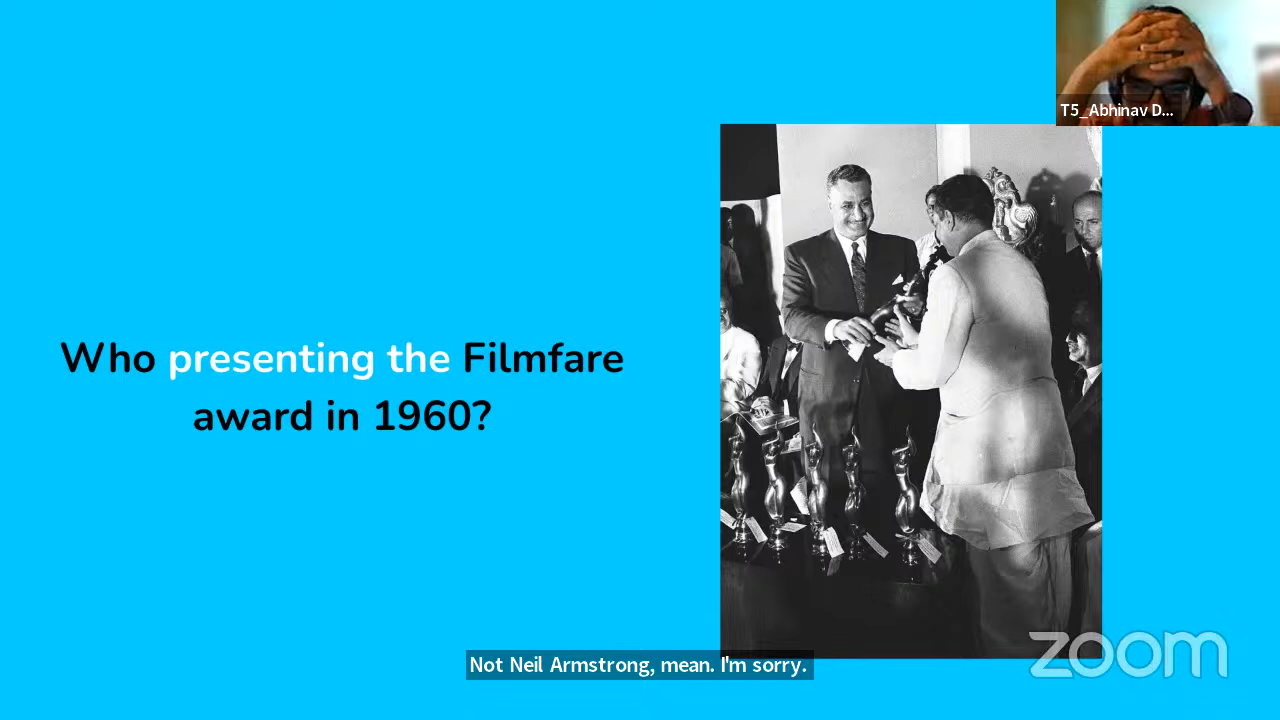 T5_Abhinav D...
Who presenting the Filmfare
award in 1960?
Not Neil Armstrong, mean. I'm sorry.
zoom